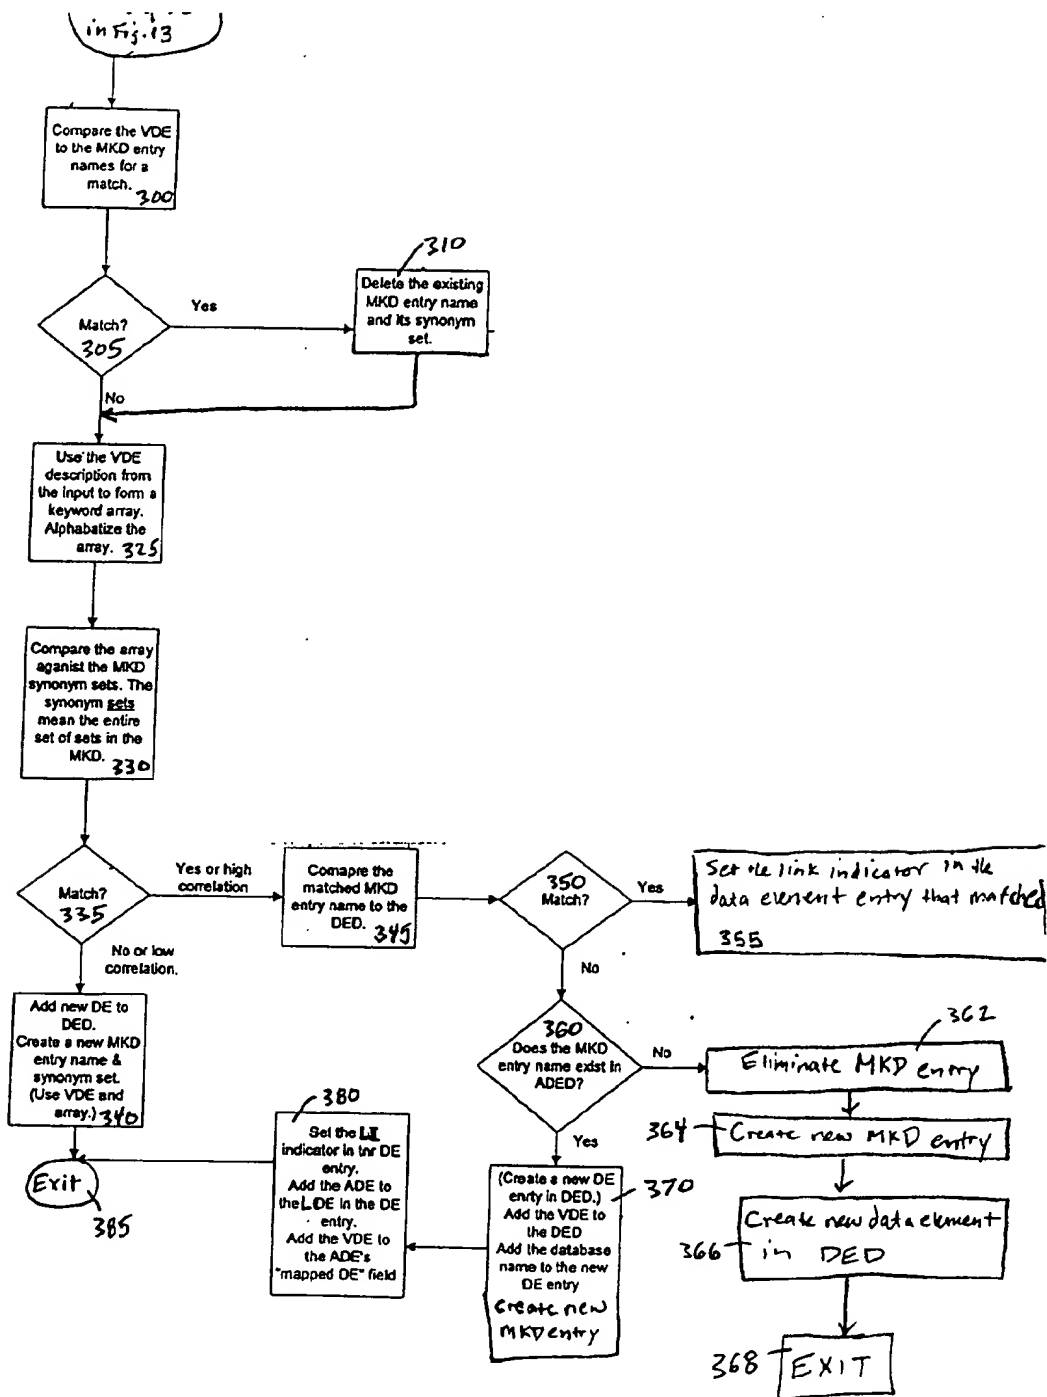 in Fig. 13
Compare the VDE
to the MKD entry
names for a
match.
300
Match?
305
Yes
310
Delete the existing
MKD entry name
and its synonym
set.
No
Use the VDE
description from
the input to form a
keyword array.
Alphabatize the
array. 325
Compare the array
aganist the MKD
synonym sets. The
synonym sets
mean the entire
set of sets in the
MKD. 330
Match?
335
Yes or high
correlation
No or low
correlation.
Comapre the
matched MKD
entry name to the
DED. 345
350
Match?
Yes
Set the link indicator in the
data element entry that matched
355
No
Add new DE to
DED.
Create a new MKD
entry name &
synonym set.
(Use VDE and
array.) 340
Exit
385
360
Does the MKD
entry name exist in
ADED?
No
362
Eliminate MKD entry
364
Create new MKD entry
366
Create new data element
in DED
368
EXIT
Yes
370
(Create a new DE
enrty in DED.)
Add the VDE to
the DED
Add the database
name to the new
DE entry
Create new
MKD entry
380
Set the LI
indicator in tnr DE
entry.
Add the ADE to
the LDE in the DE
entry.
Add the VDE to
the ADE's
"mapped DE" field